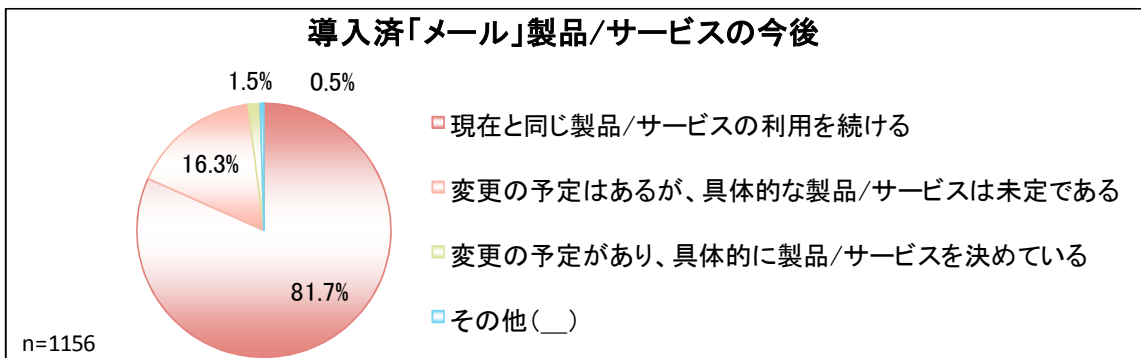 導入済「メール」製品/サービスの今後
1.5%
0.5%
16.3%
81.7%
現在と同じ製品/サービスの利用を続ける
変更の予定はあるが、具体的な製品/サービスは未定である
変更の予定があり、具体的に製品/サービスを決めている
その他(__)
n=1156